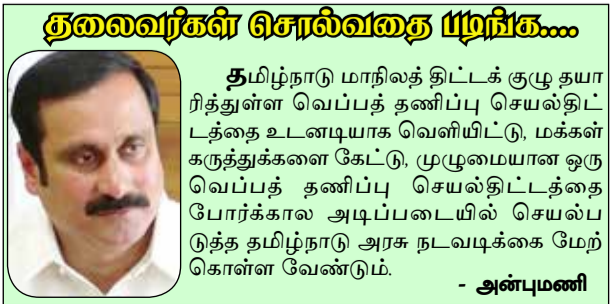 தலைவர்கள் சொல்வதை படிங்க....
தமிழ்நாடு மாநிலத் திட்டக் குழு தயா
ரித்துள்ள வெப்பத் தணிப்பு செயல்திட்
டத்தை உடனடியாக வெளியிட்டு, மக்கள்
கருத்துக்களை கேட்டு, முழுமையான ஒரு
வெப்பத் தணிப்பு செயல்திட்டத்தை
போர்க்கால அடிப்படையில் செயல்ப
டுத்த தமிழ்நாடு அரசு நடவடிக்கை மேற்
கொள்ள வேண்டும்.
- அன்புமணி